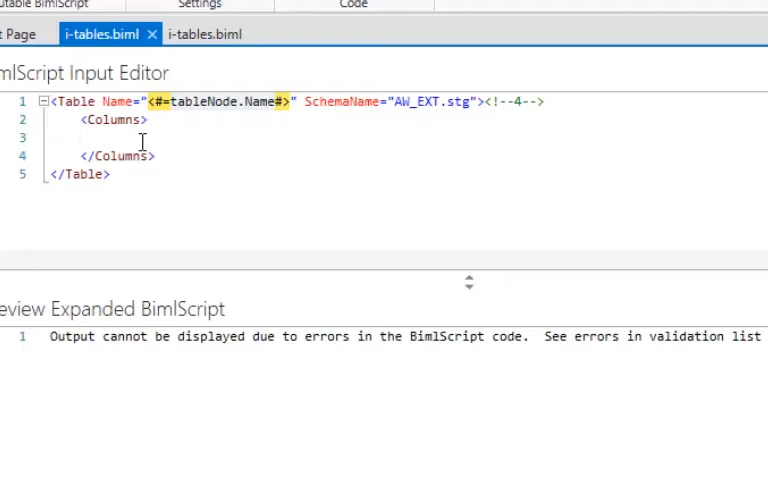 utable BimlScript Settings Code
t Page i-tables.biml × i-tables.biml
mlScript Input Editor
1 <Table Name="<#=tableNode.Name#>" SchemaName="AW_EXT.stg"><!--4-->
2 <Columns>
3
4 </Columns>
5 </Table>
eview Expanded BimlScript
1 Output cannot be displayed due to errors in the BimlScript code. See errors in validation list